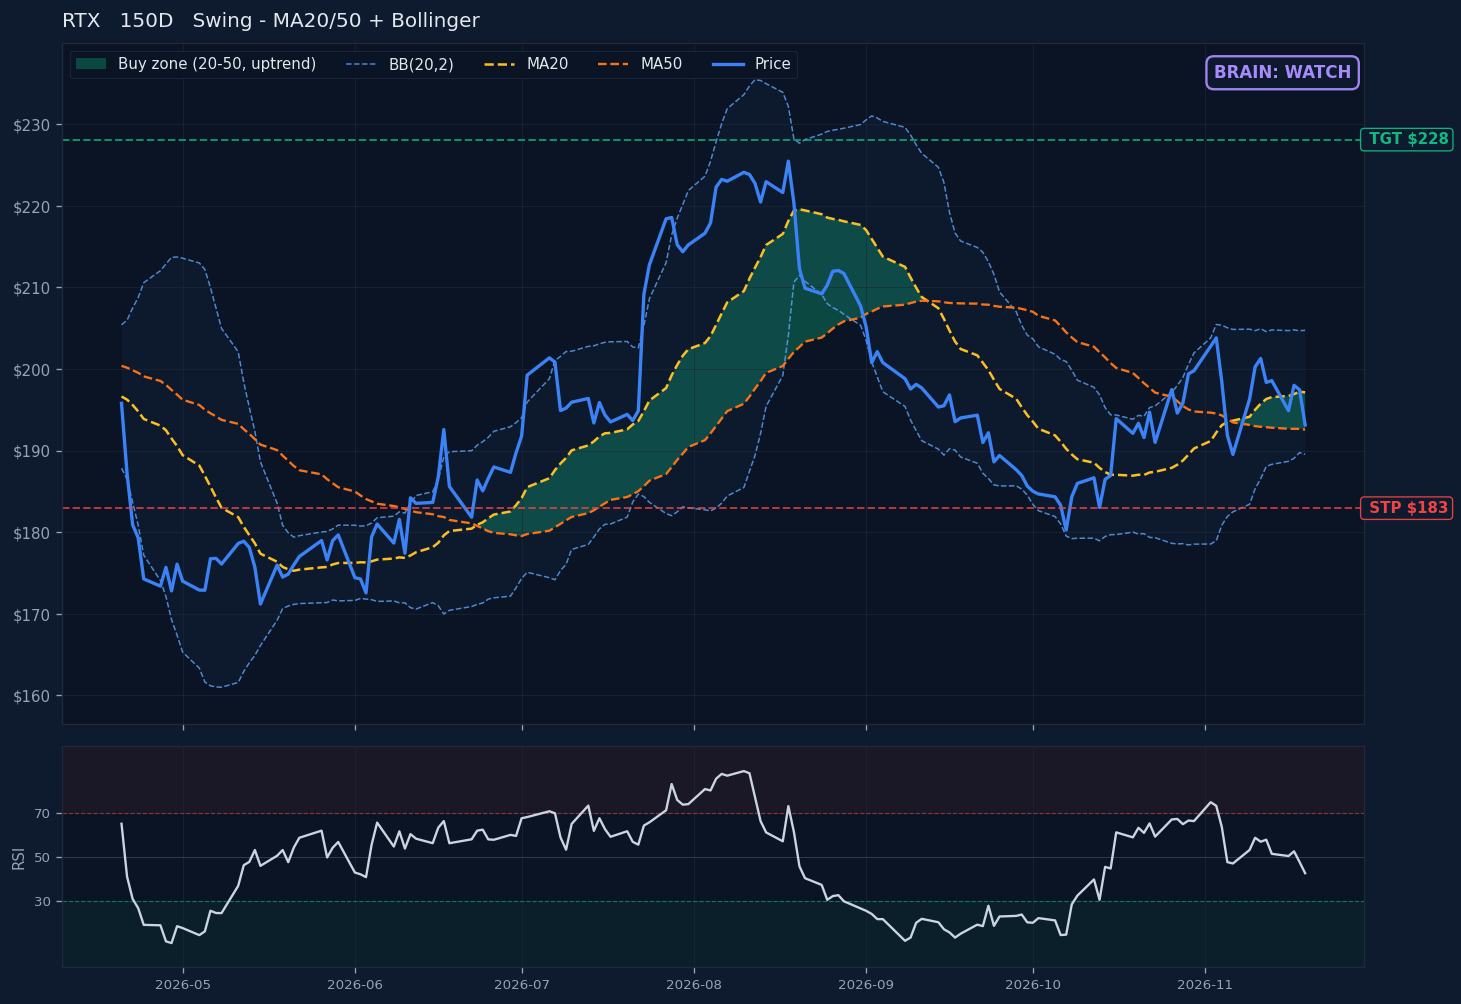 RTX   150D   Swing - MA20/50 + Bollinger
Buy zone (20-50, uptrend)   BB(20,2)   MA20   MA50   Price
BRAIN: WATCH
$230
TGT $228
$220
$210
$200
$190
STP $183
$180
$170
$160
70
50
30
RSI
2026-05   2026-06   2026-07   2026-08   2026-09   2026-10   2026-11